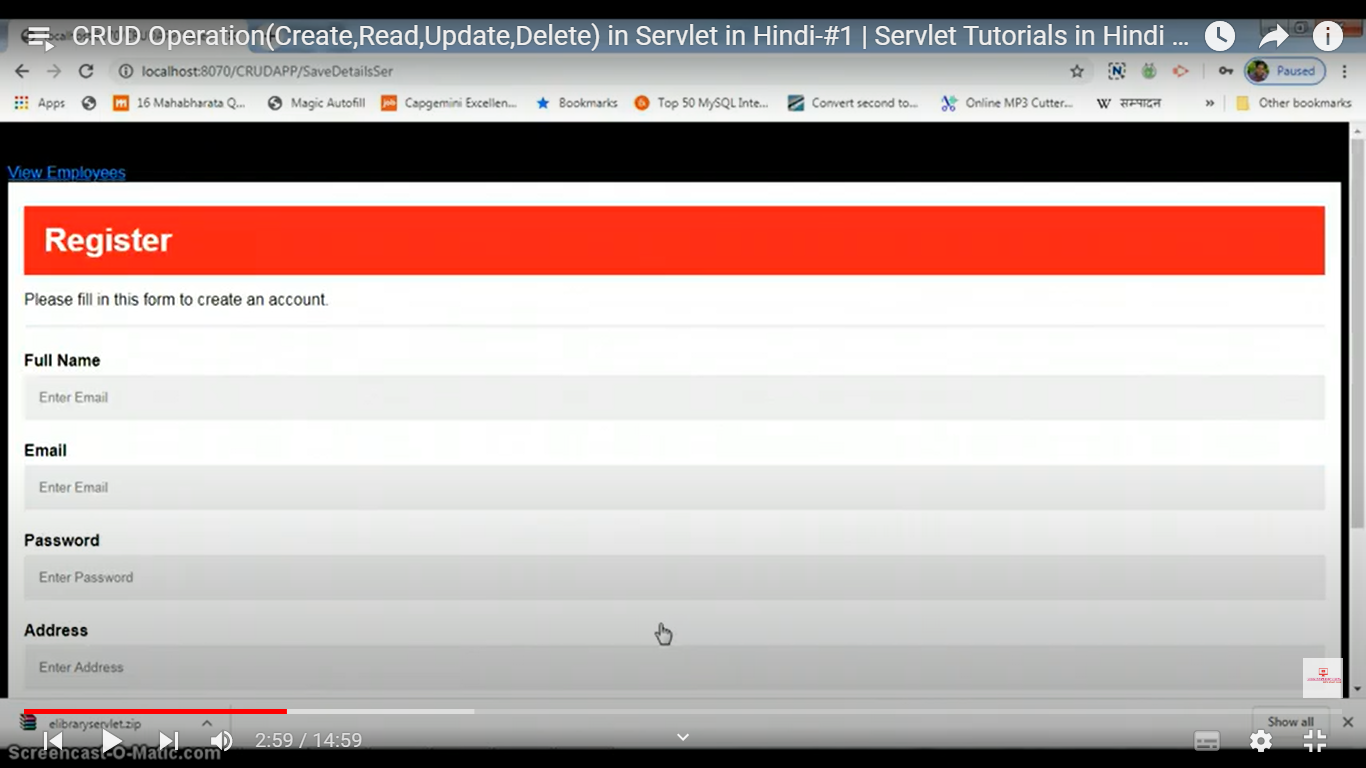 CRUD Operation(Create,Read,Update,Delete) in Servlet in Hindi-#1 | Servlet Tutorials in Hindi ...
localhost:8070/CRUDAPP/SaveDetailsSer
Paused
Apps
16 Mahabharata Q...
Magic Autofill
Capgemini Excellen...
Bookmarks
Top 50 MySQL Inte...
Convert second to...
Online MP3 Cutter...
W सम्पादन
»
Other bookmarks
View Employees
Register
Please fill in this form to create an account.
Full Name
Enter Email
Email
Enter Email
Password
Enter Password
Address
Enter Address
elibraryservlet.zip
Show all
2:59 / 14:59
Screencast-O-Matic.com